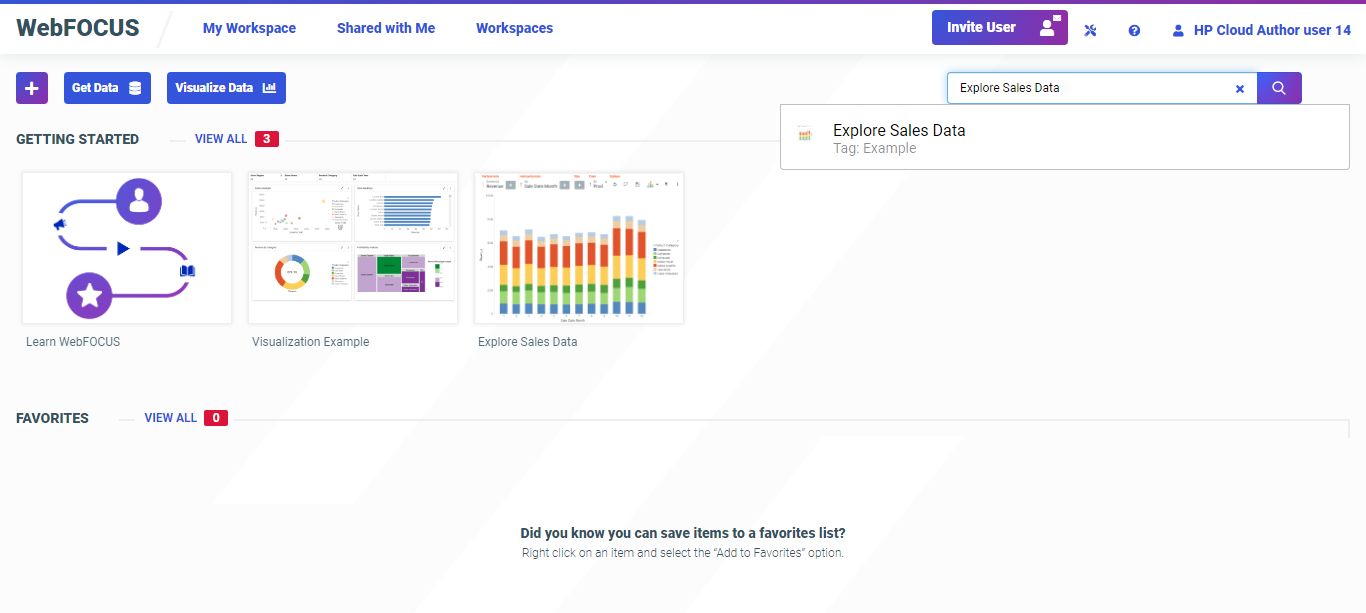 WebFOCUS
My Workspace
Shared with Me
Workspaces
Invite User
HP Cloud Author user 14
Get Data
Visualize Data
Explore Sales Data
Explore Sales Data
Tag: Example
GETTING STARTED
VIEW ALL 3
Learn WebFOCUS
Visualization Example
Explore Sales Data
FAVORITES
VIEW ALL 0
Did you know you can save items to a favorites list?
Right click on an item and select the “Add to Favorites” option.